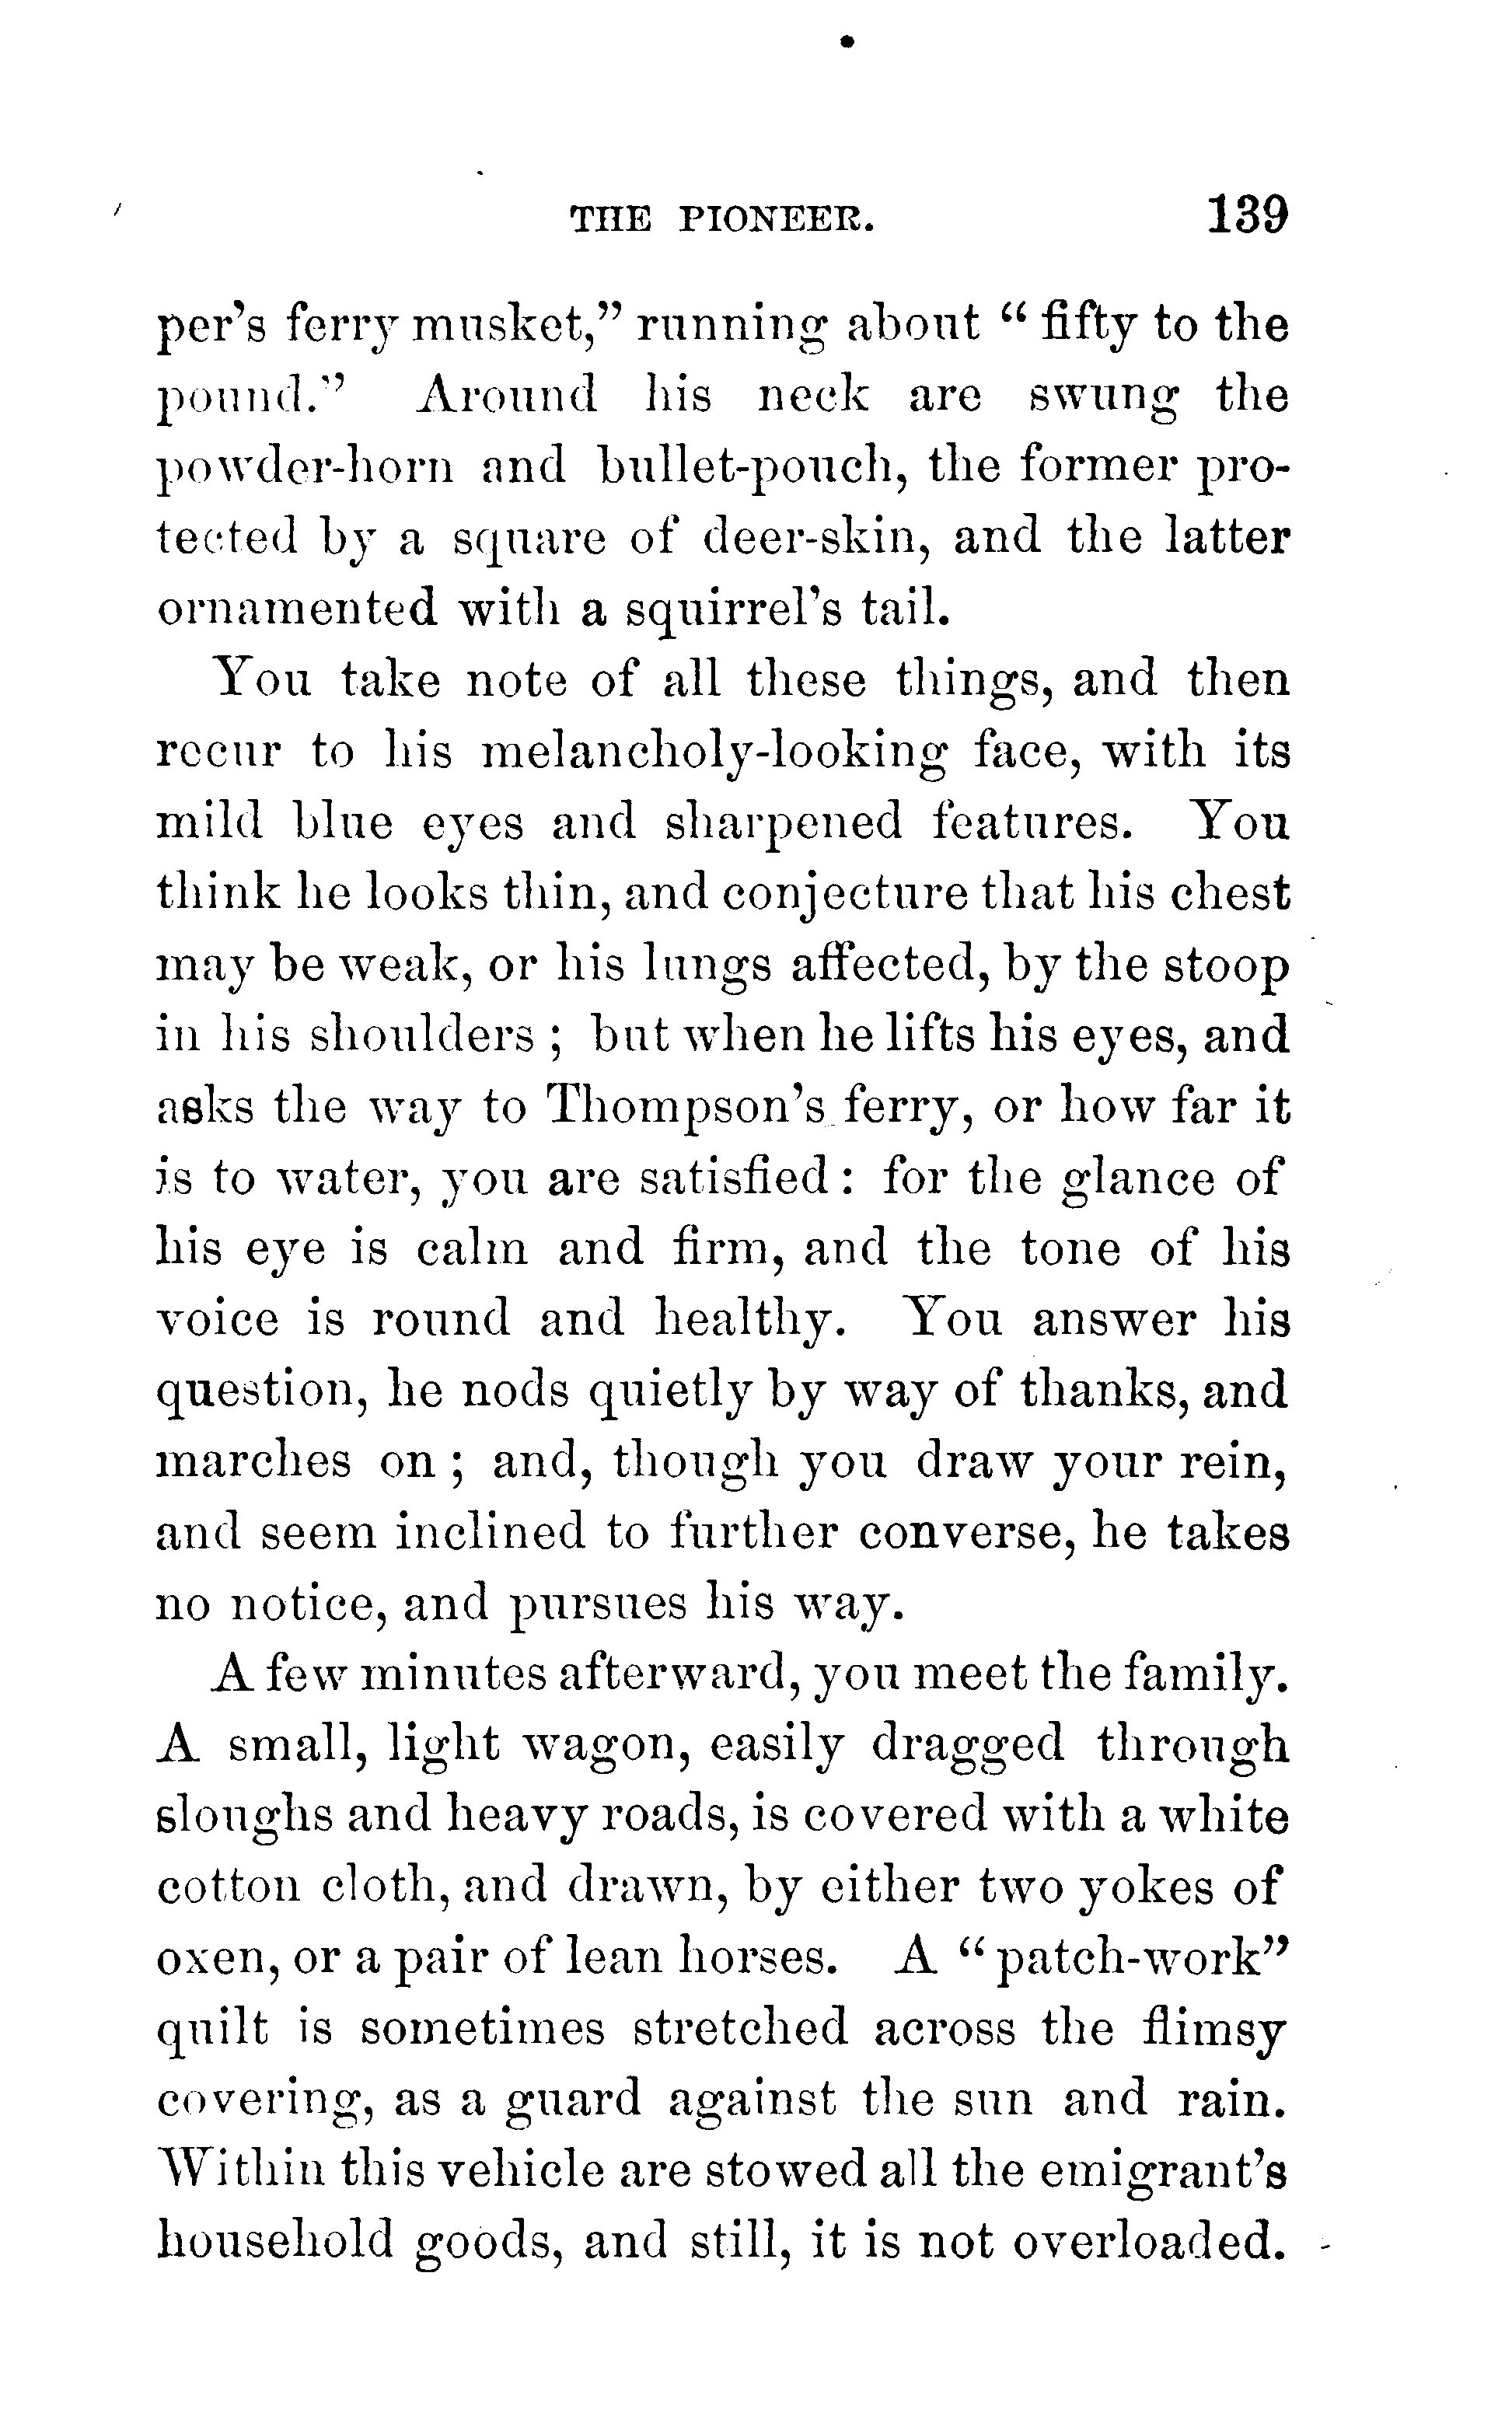 THE PIONEER. 139
per's ferry musket,” running about “ fifty to the
pound.” Around his neck are swung the
powder-horn and bullet-pouch, the former pro-
tected by a square of deer-skin, and the latter
ornamented with a squirrel's tail.
You take note of all these things, and then
recur to his melancholy-looking face, with its
mild blue eyes and sharpened features. You
think he looks thin, and conjecture that his chest
may be weak, or his lungs affected, by the stoop
in his shoulders ; but when he lifts his eyes, and
asks the way to Thompson's ferry, or how far it
is to water, you are satisfied : for the glance of
his eye is calm and firm, and the tone of his
voice is round and healthy. You answer his
question, he nods quietly by way of thanks, and
marches on ; and, though you draw your rein,
and seem inclined to further converse, he takes
no notice, and pursues his way.
A few minutes afterward, you meet the family.
A small, light wagon, easily dragged through
sloughs and heavy roads, is covered with a white
cotton cloth, and drawn, by either two yokes of
oxen, or a pair of lean horses. A “ patch-work”
quilt is sometimes stretched across the flimsy
covering, as a guard against the sun and rain.
Within this vehicle are stowed all the emigrant's
household goods, and still, it is not overloaded.